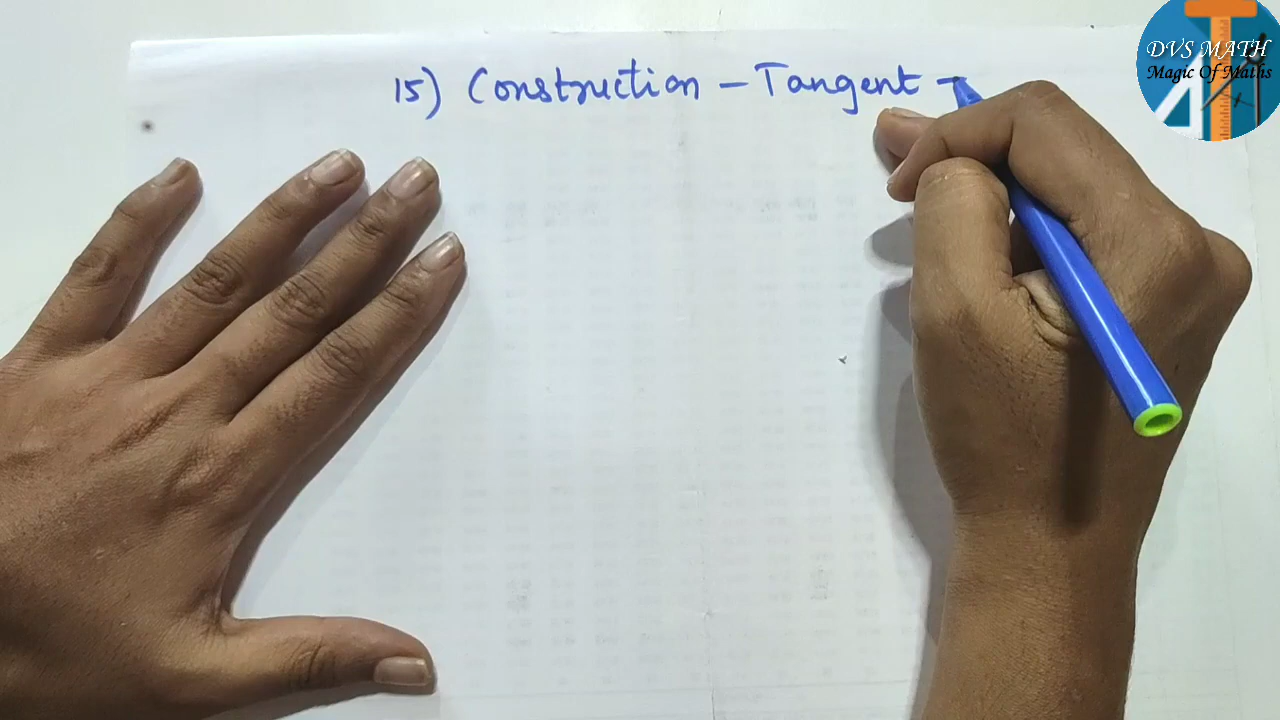 15) Construction - Tangent -
DVS MATH
Magic Of Maths